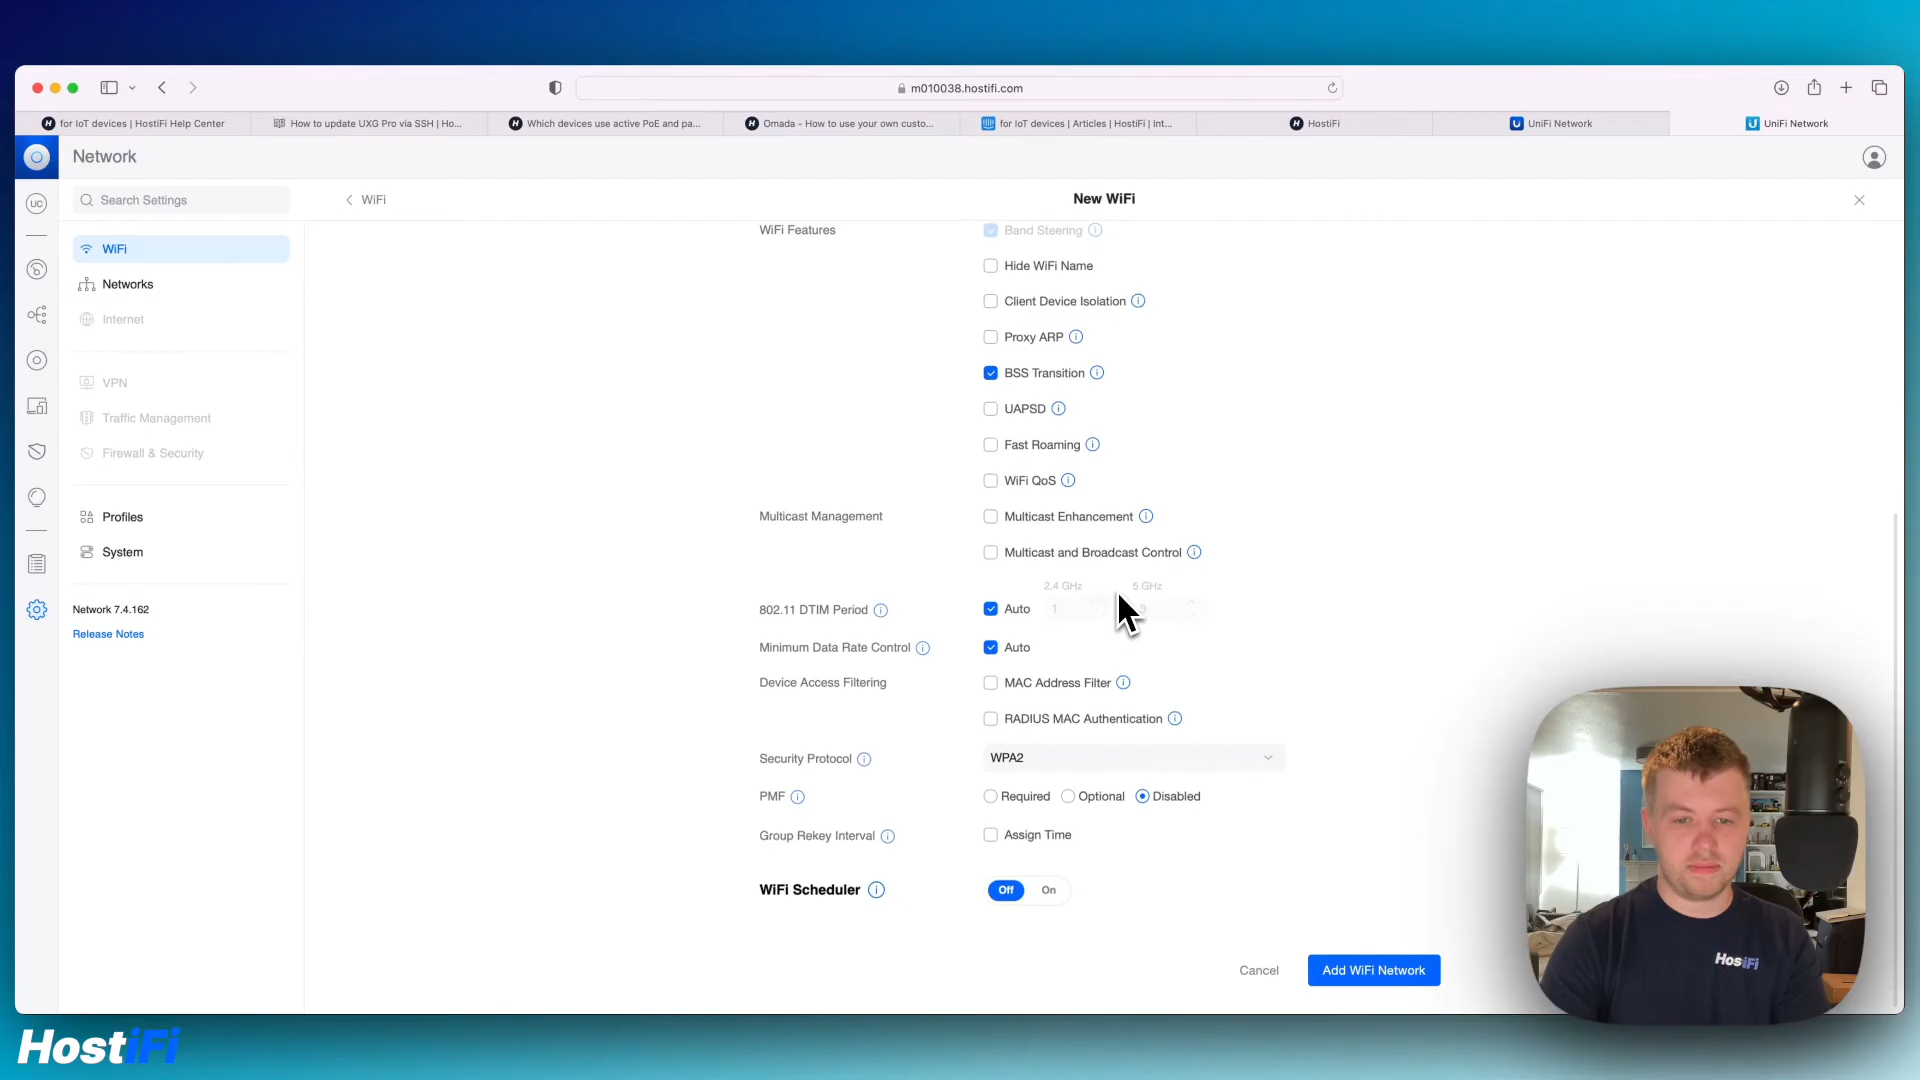 m010038.hostifi.com
for IoT devices | HostiFi Help Center
How to update UXG Pro via SSH | Ho...
Which devices use active PoE and pa...
Omada - How to use your own custo...
for IoT devices | Articles | HostiFi | Int...
HostiFi
UniFi Network
UniFi Network
Network
UC
Search Settings
WiFi
New WiFi
WiFi
Networks
Internet
VPN
Traffic Management
Firewall & Security
Profiles
System
Network 7.4.162
Release Notes
WiFi Features
Band Steering
Hide WiFi Name
Client Device Isolation
Proxy ARP
BSS Transition
UAPSD
Fast Roaming
WiFi QoS
Multicast Management
Multicast Enhancement
Multicast and Broadcast Control
2.4 GHz 5 GHz
802.11 DTIM Period
Auto 1 3
Minimum Data Rate Control
Auto
Device Access Filtering
MAC Address Filter
RADIUS MAC Authentication
Security Protocol
WPA2
PMF
Required Optional Disabled
Group Rekey Interval
Assign Time
WiFi Scheduler
Off On
Cancel
Add WiFi Network
HostiFi
HostiFi